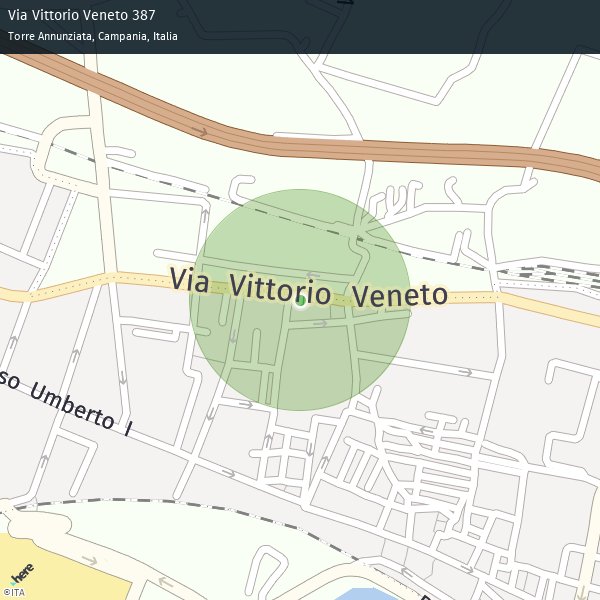 Via Vittorio Veneto 387
Torre Annunziata, Campania, Italia
Via Vittorio Veneto
so Umberto I
here
©ITA